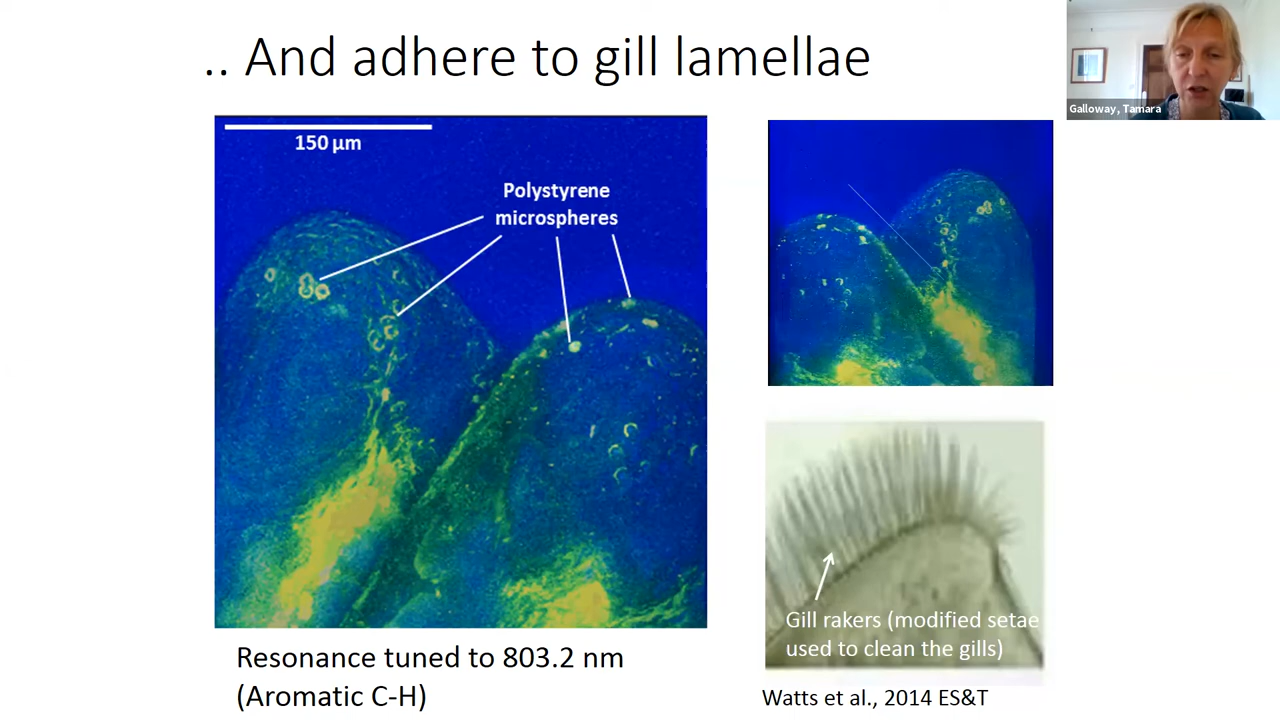 .. And adhere to gill lamellae
Galloway, Tamara
150 µm
Polystyrene
microspheres
Gill rakers (modified setae
used to clean the gills)
Resonance tuned to 803.2 nm
(Aromatic C-H)
Watts et al., 2014 ES&T